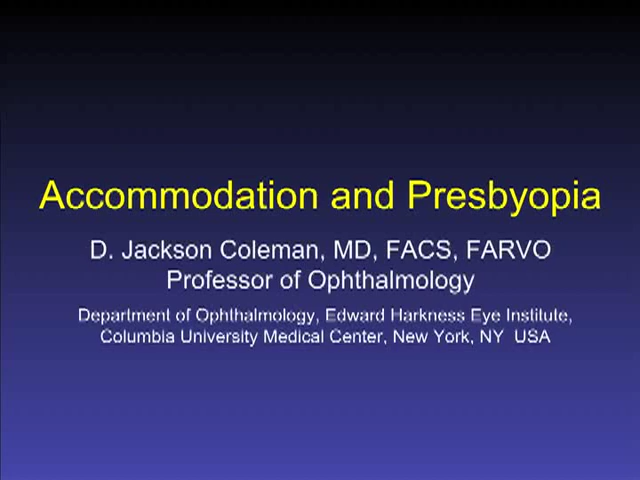 Accommodation and Presbyopia
D. Jackson Coleman, MD, FACS, FARVO
Professor of Ophthalmology
Department of Ophthalmology, Edward Harkness Eye Institute,
Columbia University Medical Center, New York, NY USA